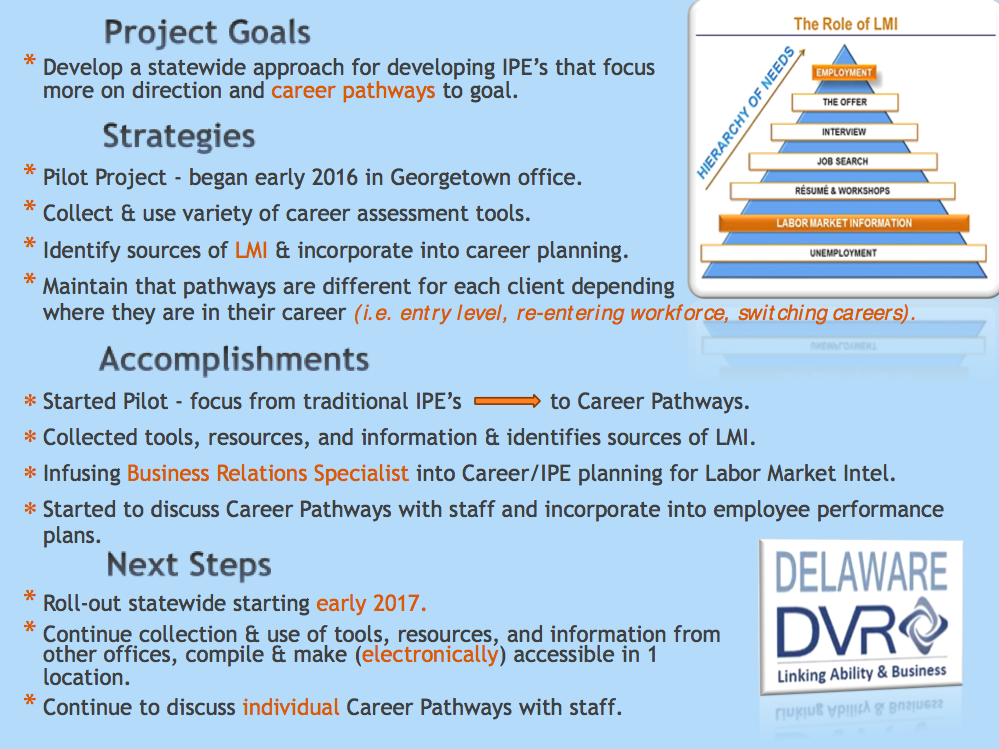 Project Goals
* Develop a statewide approach for developing IPE's that focus
more on direction and career pathways to goal.
Strategies
* Pilot Project - began early 2016 in Georgetown office.
* Collect & use variety of career assessment tools.
* Identify sources of LMI & incorporate into career planning.
* Maintain that pathways are different for each client depending
where they are in their career (i.e. entry level, re-entering workforce, switching careers).
The Role of LMI
HIERARCHY OF NEEDS
EMPLOYMENT
THE OFFER
INTERVIEW
JOB SEARCH
RÉSUMÉ & WORKSHOPS
LABOR MARKET INFORMATION
UNEMPLOYMENT
Accomplishments
* Started Pilot - focus from traditional IPE's → to Career Pathways.
* Collected tools, resources, and information & identifies sources of LMI.
* Infusing Business Relations Specialist into Career/IPE planning for Labor Market Intel.
* Started to discuss Career Pathways with staff and incorporate into employee performance
plans.
Next Steps
* Roll-out statewide starting early 2017.
* Continue collection & use of tools, resources, and information from
other offices, compile & make (electronically) accessible in 1
location.
* Continue to discuss individual Career Pathways with staff.
DELAWARE
DVR
Linking Ability & Business